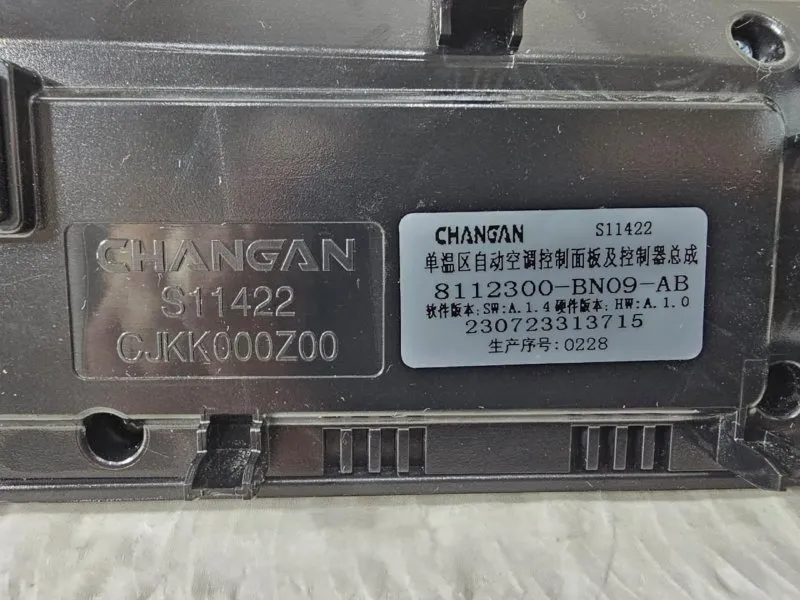 CHANGAN
S11422
CJKK000Z00
CHANGAN S11422
单温区自动空调控制面板及控制器总成
8112300-BN09-AB
软件版本:SW:A.1.4 硬件版本:HW:A.1.0
230723313715
生产序号:0228